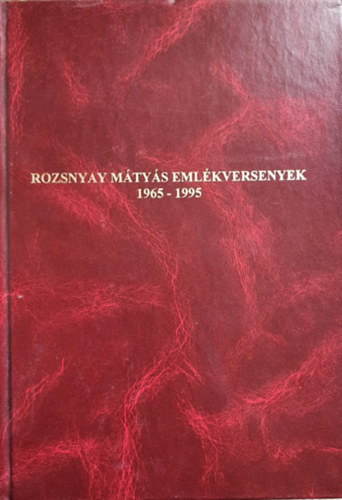 ROZSNYAY MÁTYÁS EMLÉKVERSENYEK
1965 - 1995